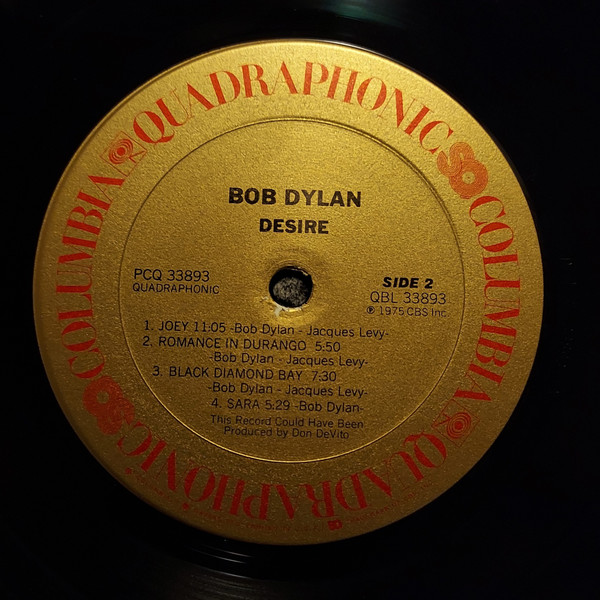 COLUMBIA QUADRAPHONIC SQ COLUMBIA QUADRAPHONIC SQ
BOB DYLAN
DESIRE
PCQ 33893
QUADRAPHONIC
SIDE 2
QBL 33893
℗ 1975 CBS Inc
1. JOEY 11:05 -Bob Dylan - Jacques Levy-
2. ROMANCE IN DURANGO 5:50
-Bob Dylan - Jacques Levy-
3. BLACK DIAMOND BAY 7:30
-Bob Dylan - Jacques Levy-
4. SARA 5:29 -Bob Dylan-
This Record Could Have Been
Produced by Don DeVito